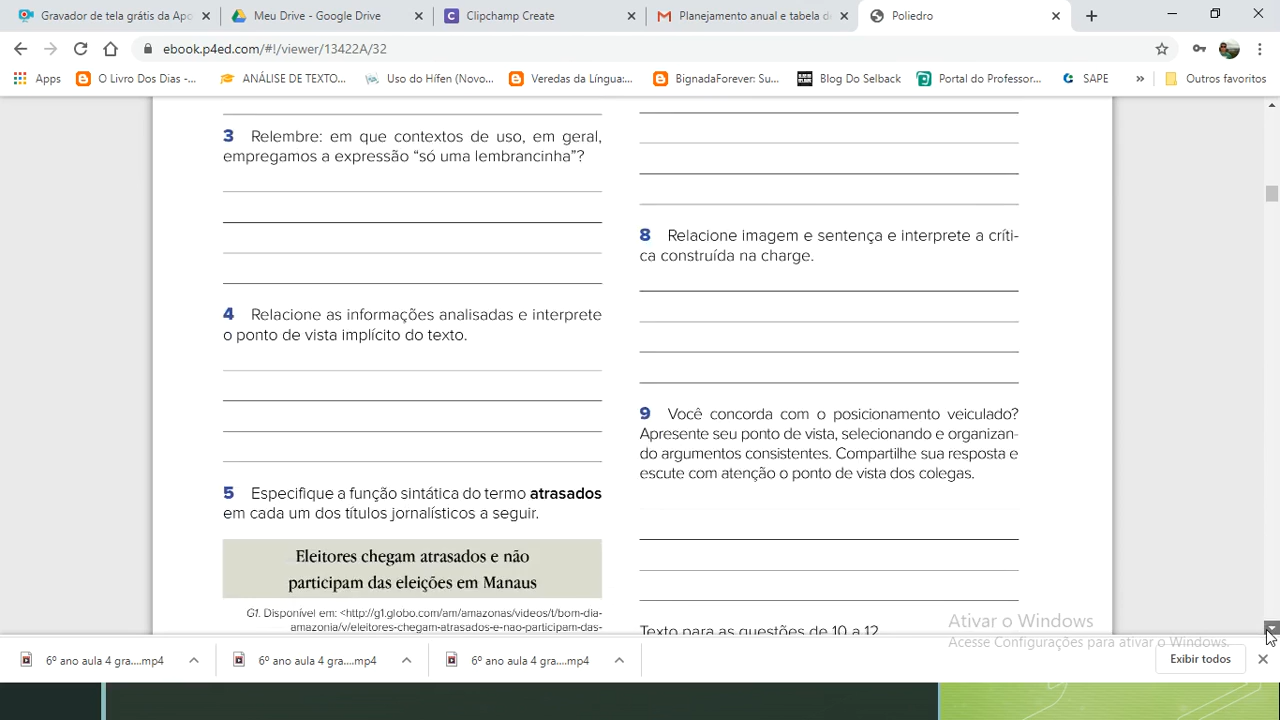 Gravador de tela grátis da Apo
Meu Drive - Google Drive
Clipchamp Create
Planejamento anual e tabela de
Poliedro
ebook.p4ed.com/#!/viewer/13422A/32
Apps
O Livro Dos Dias -...
ANÁLISE DE TEXTO...
Uso do Hífen (Novo...
Veredas da Língua:...
BignadaForever: Su...
Blog Do Selback
Portal do Professor...
SAPE
»
Outros favoritos
3 Relembre: em que contextos de uso, em geral,
empregamos a expressão “só uma lembrancinha”?
4 Relacione as informações analisadas e interprete
o ponto de vista implícito do texto.
5 Especifique a função sintática do termo atrasados
em cada um dos títulos jornalísticos a seguir.
Eleitores chegam atrasados e não
participam das eleições em Manaus
G1. Disponível em: <http://g1.globo.com/am/amazonas/videos/t/bom-dia-
amazonia/v/eleitores-chegam-atrasados-e-nao-participam-das-
8 Relacione imagem e sentença e interprete a críti-
ca construída na charge.
9 Você concorda com o posicionamento veiculado?
Apresente seu ponto de vista, selecionando e organizan-
do argumentos consistentes. Compartilhe sua resposta e
escute com atenção o ponto de vista dos colegas.
Texto para as questões de 10 a 12
Ativar o Windows
Acesse Configurações para ativar o Windows.
6º ano aula 4 gra....mp4
6º ano aula 4 gra....mp4
6º ano aula 4 gra....mp4
Exibir todos